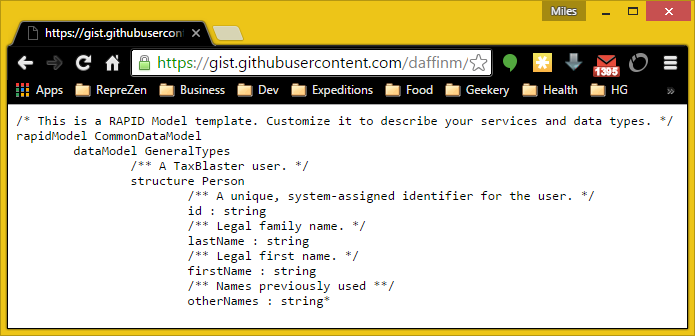 Miles
https://gist.githubusercont
https://gist.githubusercontent.com/daffinm/
1395
Apps RepreZen Business Dev Expeditions Food Geekery Health HG »
/* This is a RAPID Model template. Customize it to describe your services and data types. */
rapidModel CommonDataModel
dataModel GeneralTypes
/** A TaxBlaster user. */
structure Person
/** A unique, system-assigned identifier for the user. */
id : string
/** Legal family name. */
lastName : string
/** Legal first name. */
firstName : string
/** Names previously used **/
otherNames : string*